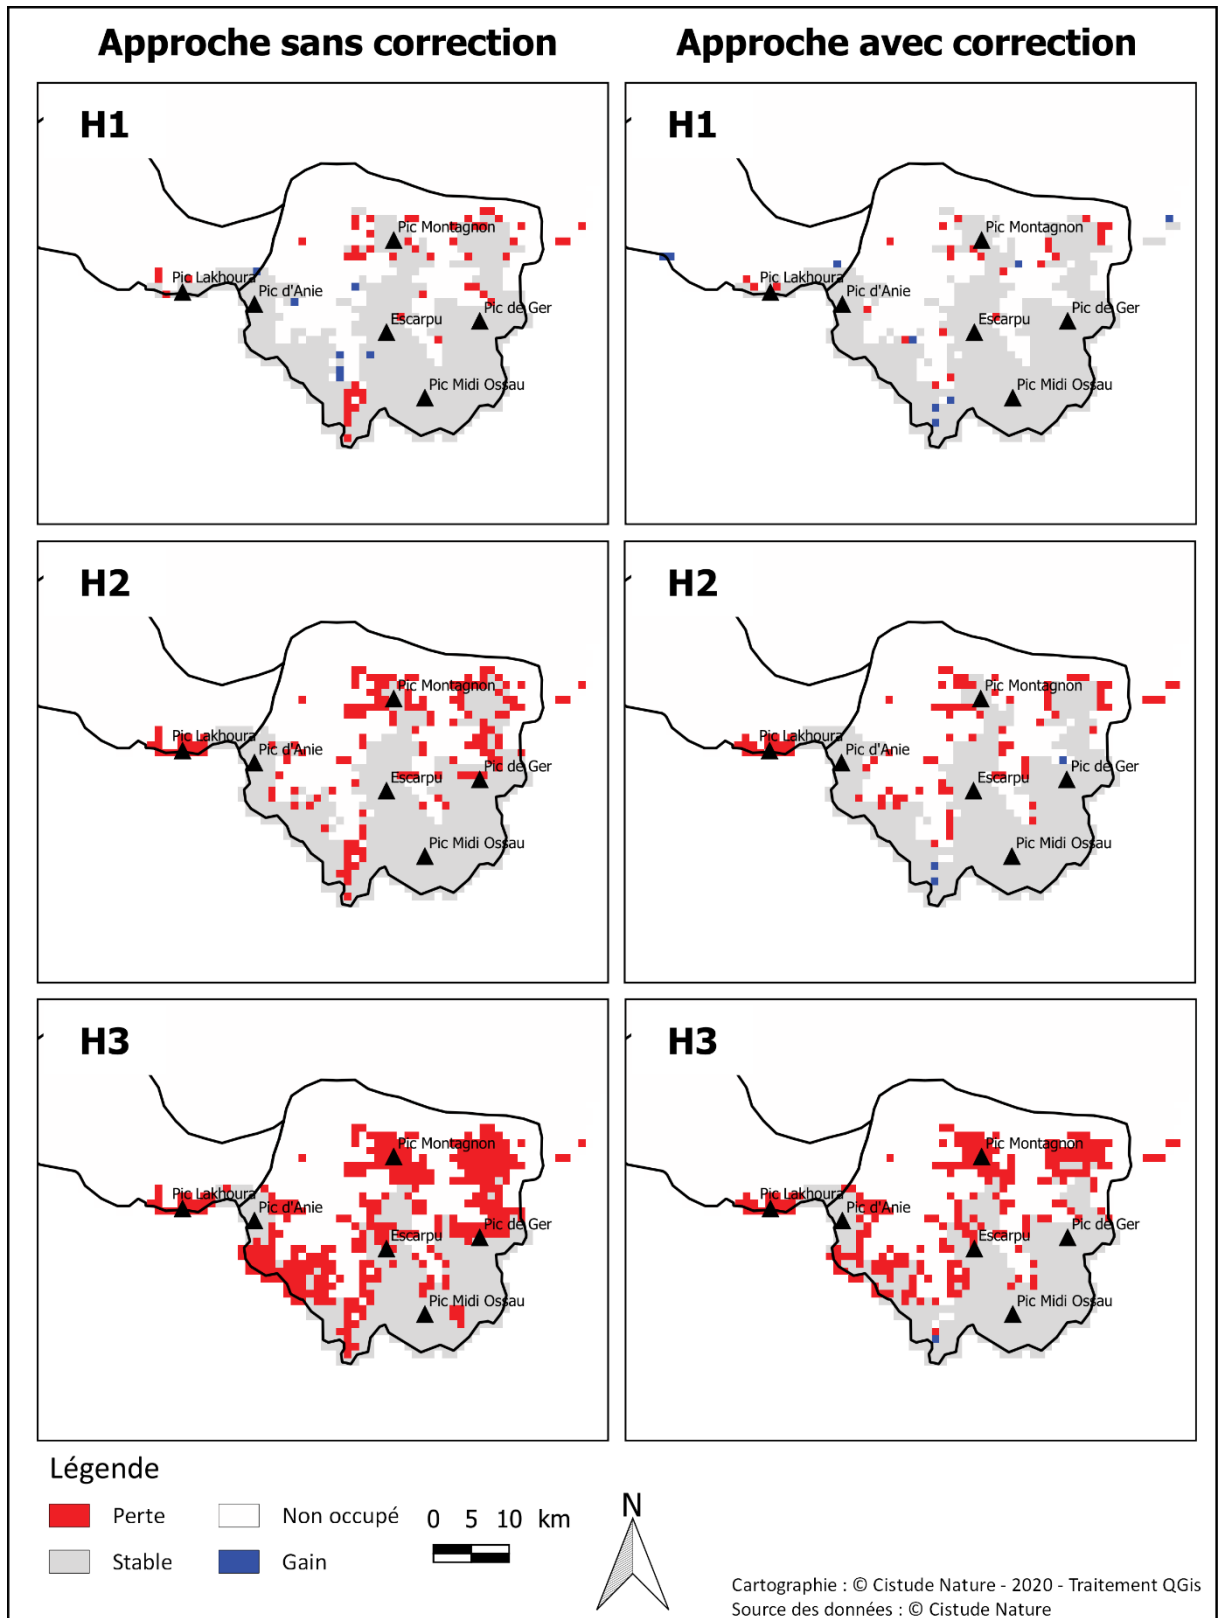 Approche sans correction
Approche avec correction
H1
Pic Montagnon
Pic Lakhoura
Pic d'Anie
Pic de Ger
Escarpu
Pic Midi Ossau
H1
Pic Montagnon
Pic Lakhoura
Pic d'Anie
Pic de Ger
Escarpu
Pic Midi Ossau
H2
Pic Montagnon
Pic Lakhoura
Pic d'Anie
Pic de Ger
Escarpu
Pic Midi Ossau
H2
Pic Montagnon
Pic Lakhoura
Pic d'Anie
Pic de Ger
Escarpu
Pic Midi Ossau
H3
Pic Montagnon
Pic Lakhoura
Pic d'Anie
Pic de Ger
Escarpu
Pic Midi Ossau
H3
Pic Montagnon
Pic Lakhoura
Pic d'Anie
Pic de Ger
Escarpu
Pic Midi Ossau
Légende
Perte
Non occupé
Stable
Gain
0 5 10 km
N
Cartographie : © Cistude Nature - 2020 - Traitement QGis
Source des données : © Cistude Nature